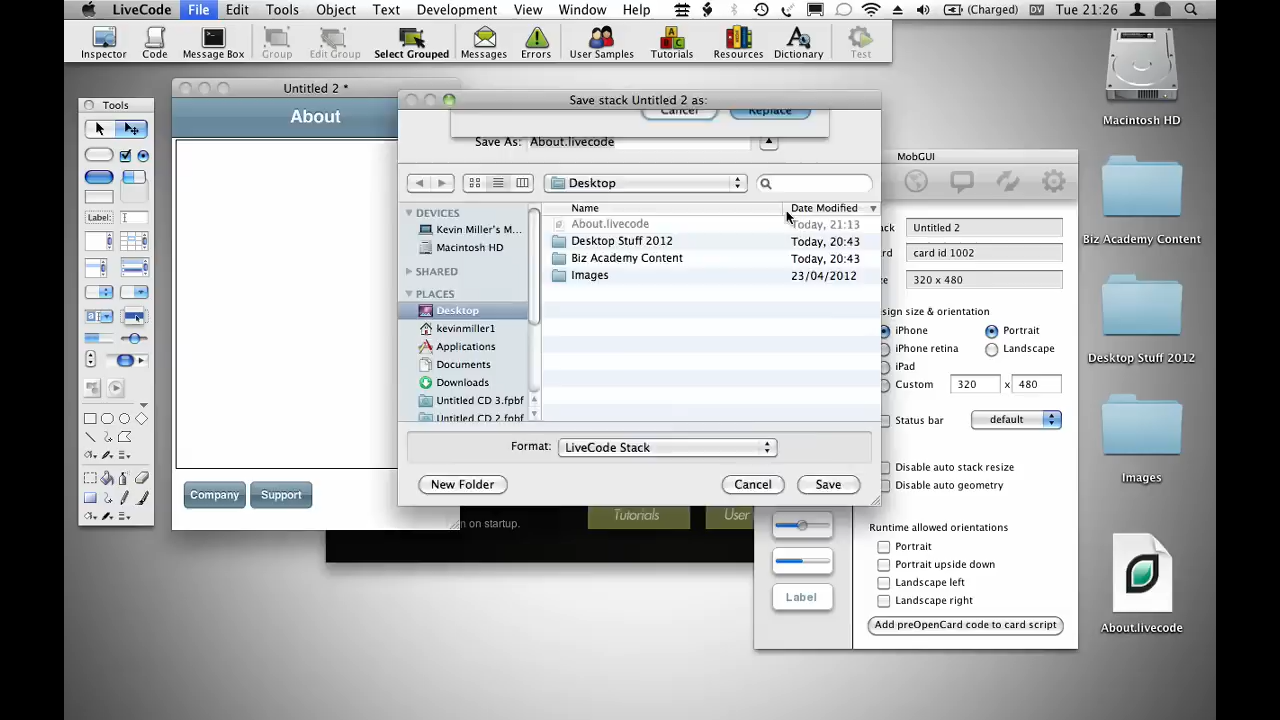 LiveCode File Edit Tools Object Text Development View Window Help (Charged) DV Tue 21:26
Inspector Code Message Box Group Edit Group Select Grouped Messages Errors User Samples Tutorials Resources Dictionary Test
Tools
Label:
Untitled 2 *
About
Company
Support
Save stack Untitled 2 as:
Cancel
Replace
Save As: About.livecode
Desktop
Name Date Modified
About.livecode Today, 21:13
Desktop Stuff 2012 Today, 20:43
Biz Academy Content Today, 20:43
Images 23/04/2012
DEVICES
Kevin Miller's M...
Macintosh HD
SHARED
PLACES
Desktop
kevinmiller1
Applications
Documents
Downloads
Untitled CD 3.fpbf
Untitled CD 2.fpbf
Format: LiveCode Stack
New Folder
Cancel
Save
n on startup.
Tutorials
User
MobGUI
Untitled 2
card id 1002
320 x 480
sign size & orientation
iPhone
Portrait
iPhone retina
Landscape
iPad
Custom 320 x 480
Status bar default
Disable auto stack resize
Disable auto geometry
Runtime allowed orientations
Portrait
Portrait upside down
Landscape left
Landscape right
Add preOpenCard code to card script
Label
Macintosh HD
Biz Academy Content
Desktop Stuff 2012
Images
About.livecode